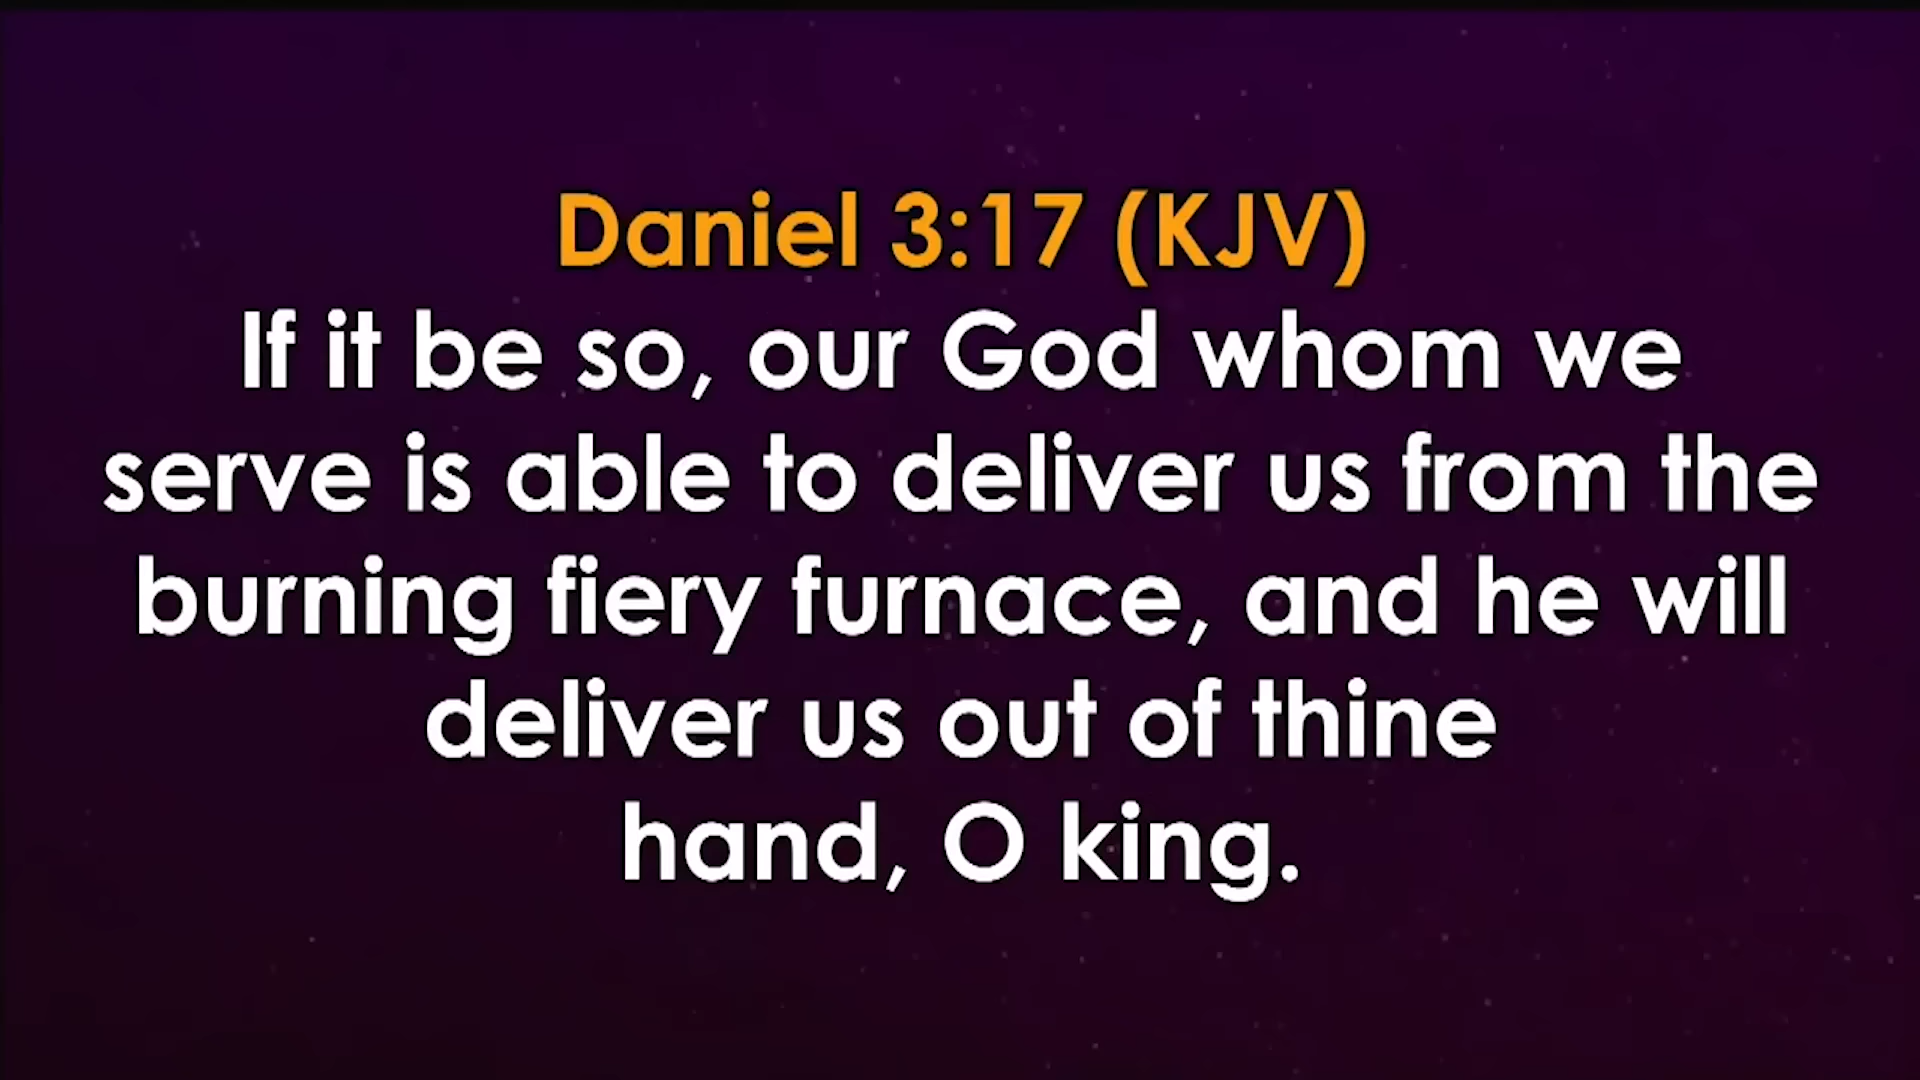 Daniel 3:17 (KJV)
If it be so, our God whom we
serve is able to deliver us from the
burning fiery furnace, and he will
deliver us out of thine
hand, O king.